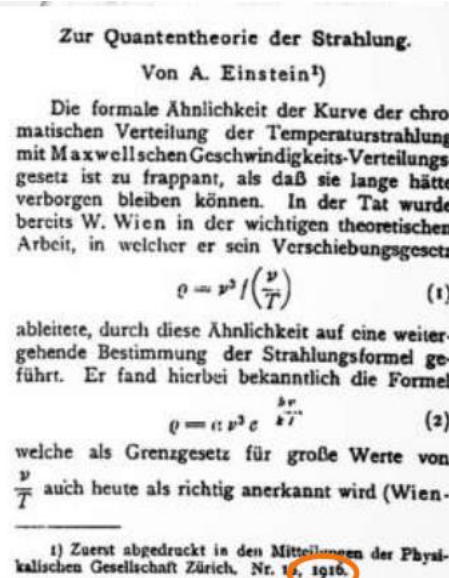 Zur Quantentheorie der Strahlung.
Von A. Einstein¹)
Die formale Ähnlichkeit der Kurve der chro
matischen Verteilung der Temperaturstrahlung
mit Maxwellschen Geschwindigkeits-Verteilungs
gesetz ist zu frappant, als daß sie lange hätte
verborgen bleiben können. In der Tat wurde
bereits W. Wien in der wichtigen theoretischen
Arbeit, in welcher er sein Verschiebungsgesetz
ϱ = ν³ f(ν/T) (1)
ableitete, durch diese Ähnlichkeit auf eine weiter-
gehende Bestimmung der Strahlungsformel ge-
führt. Er fand hierbei bekanntlich die Formel
ϱ = α ν³ e (2)
welche als Grenzgesetz für große Werte von
ν/T auch heute als richtig anerkannt wird (Wien-
1) Zuerst abgedruckt in den Mitteilungen der Physi-
kalischen Gesellschaft Zürich. Nr. 1916.